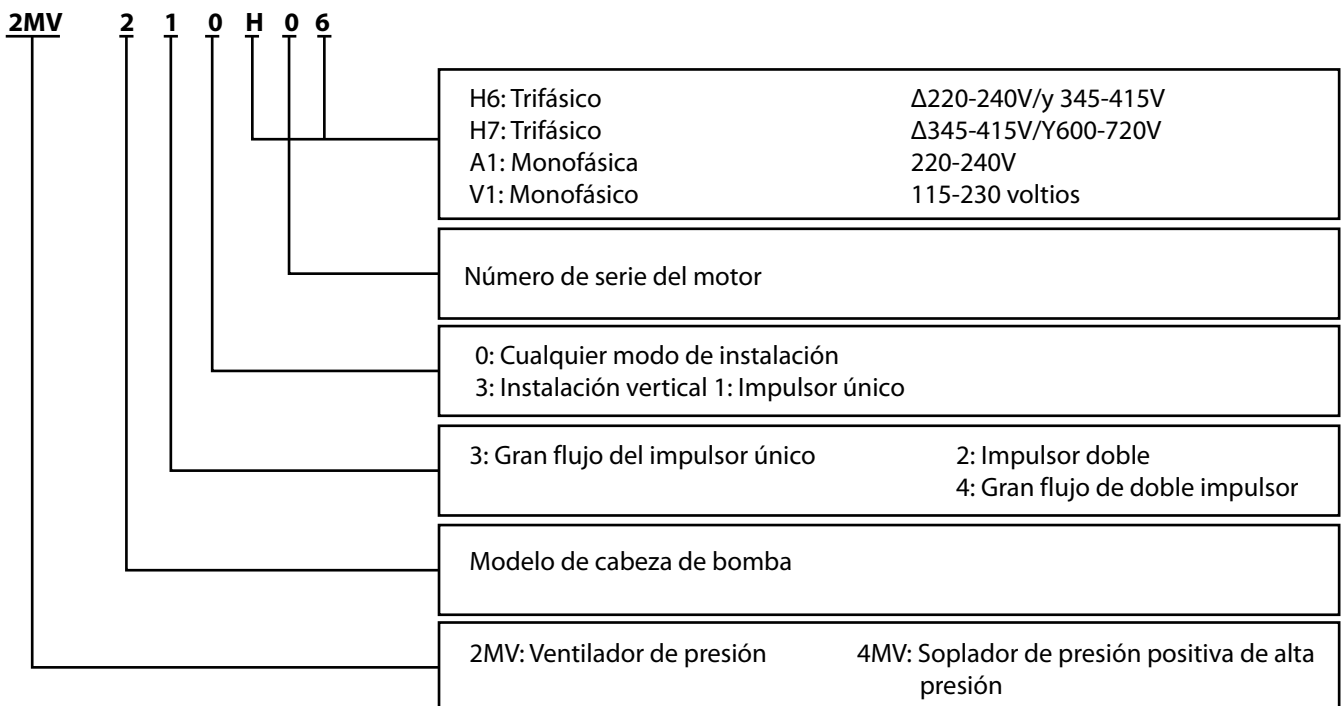 2MV 2 1 0 H 0 6
H6: Trifásico Δ220-240V/y 345-415V
H7: Trifásico Δ345-415V/Y600-720V
A1: Monofásica 220-240V
V1: Monofásico 115-230 voltios
Número de serie del motor
0: Cualquier modo de instalación
3: Instalación vertical 1: Impulsor único
3: Gran flujo del impulsor único 2: Impulsor doble
4: Gran flujo de doble impulsor
Modelo de cabeza de bomba
2MV: Ventilador de presión 4MV: Soplador de presión positiva de alta
presión